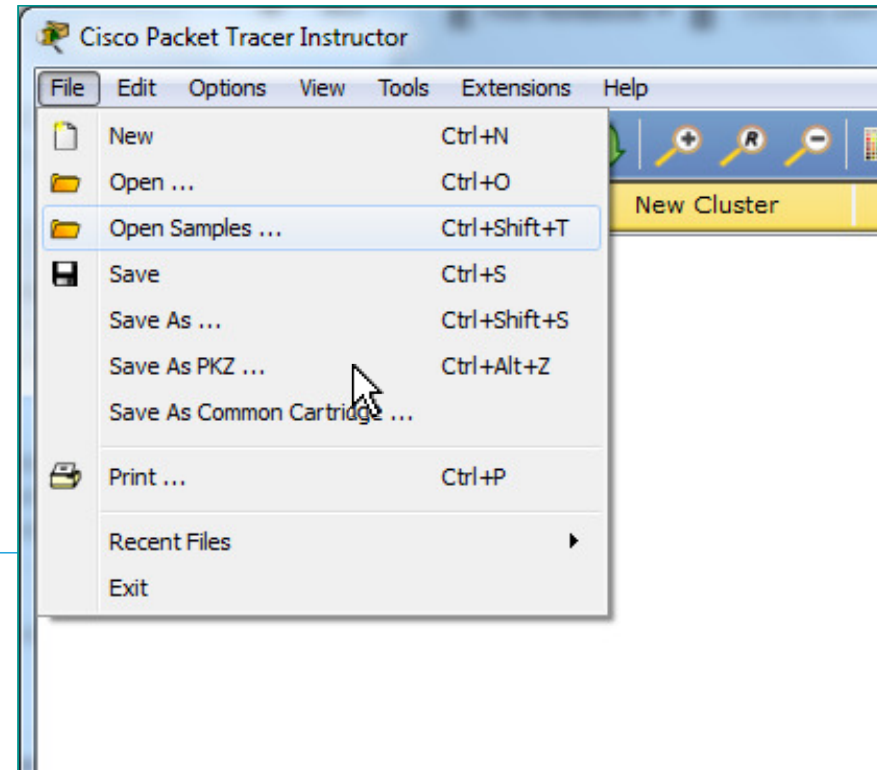 Cisco Packet Tracer Instructor
File Edit Options View Tools Extensions Help
New Ctrl+N
Open ... Ctrl+O
R
New Cluster
Open Samples ... Ctrl+Shift+T
Save Ctrl+S
Save As ... Ctrl+Shift+S
Save As PKZ ... Ctrl+Alt+Z
Save As Common Cartridge ...
Print ... Ctrl+P
Recent Files
Exit